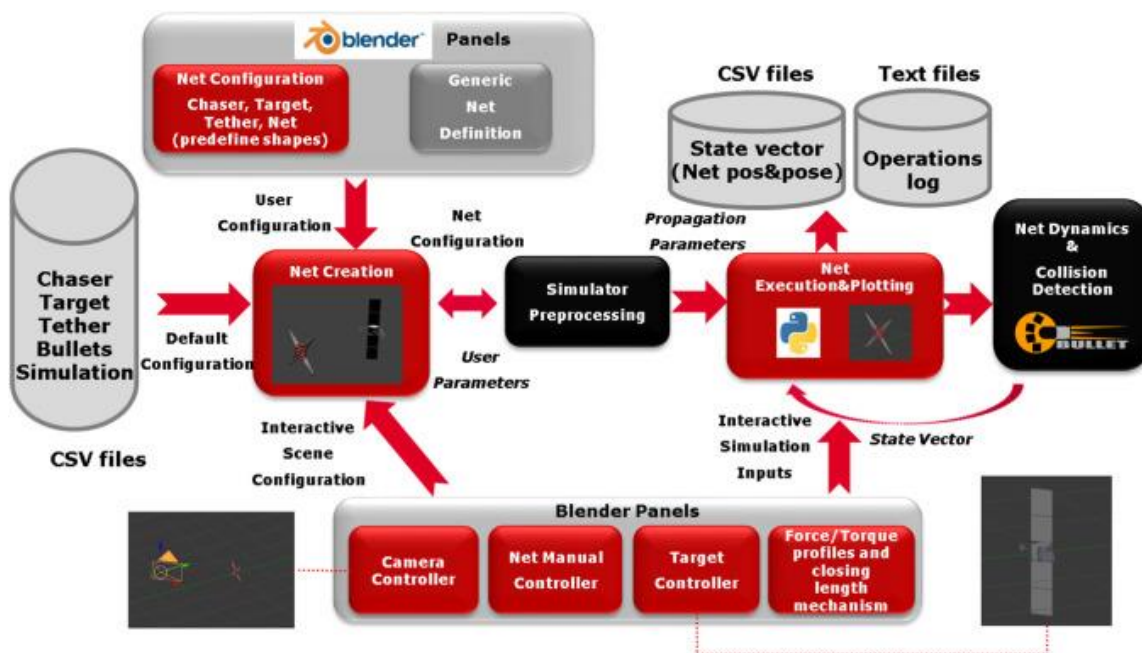 blender
Panels
Net Configuration
Chaser, Target,
Tether, Net
(predefine shapes)
Generic
Net
Definition
CSV files
Text files
State vector
(Net pos&pose)
Operations
log
User
Configuration
Net
Configuration
Propagation
Parameters
Chaser
Target
Tether
Bullets
Simulation
CSV files
Default
Configuration
Net Creation
User
Parameters
Simulator
Preprocessing
Net
Execution&Plotting
Net Dynamics
&
Collision
Detection
BULLET
State Vector
Interactive
Scene
Configuration
Interactive
Simulation
Inputs
Blender Panels
Camera
Controller
Net Manual
Controller
Target
Controller
Force/Torque
profiles and
closing
length
mechanism